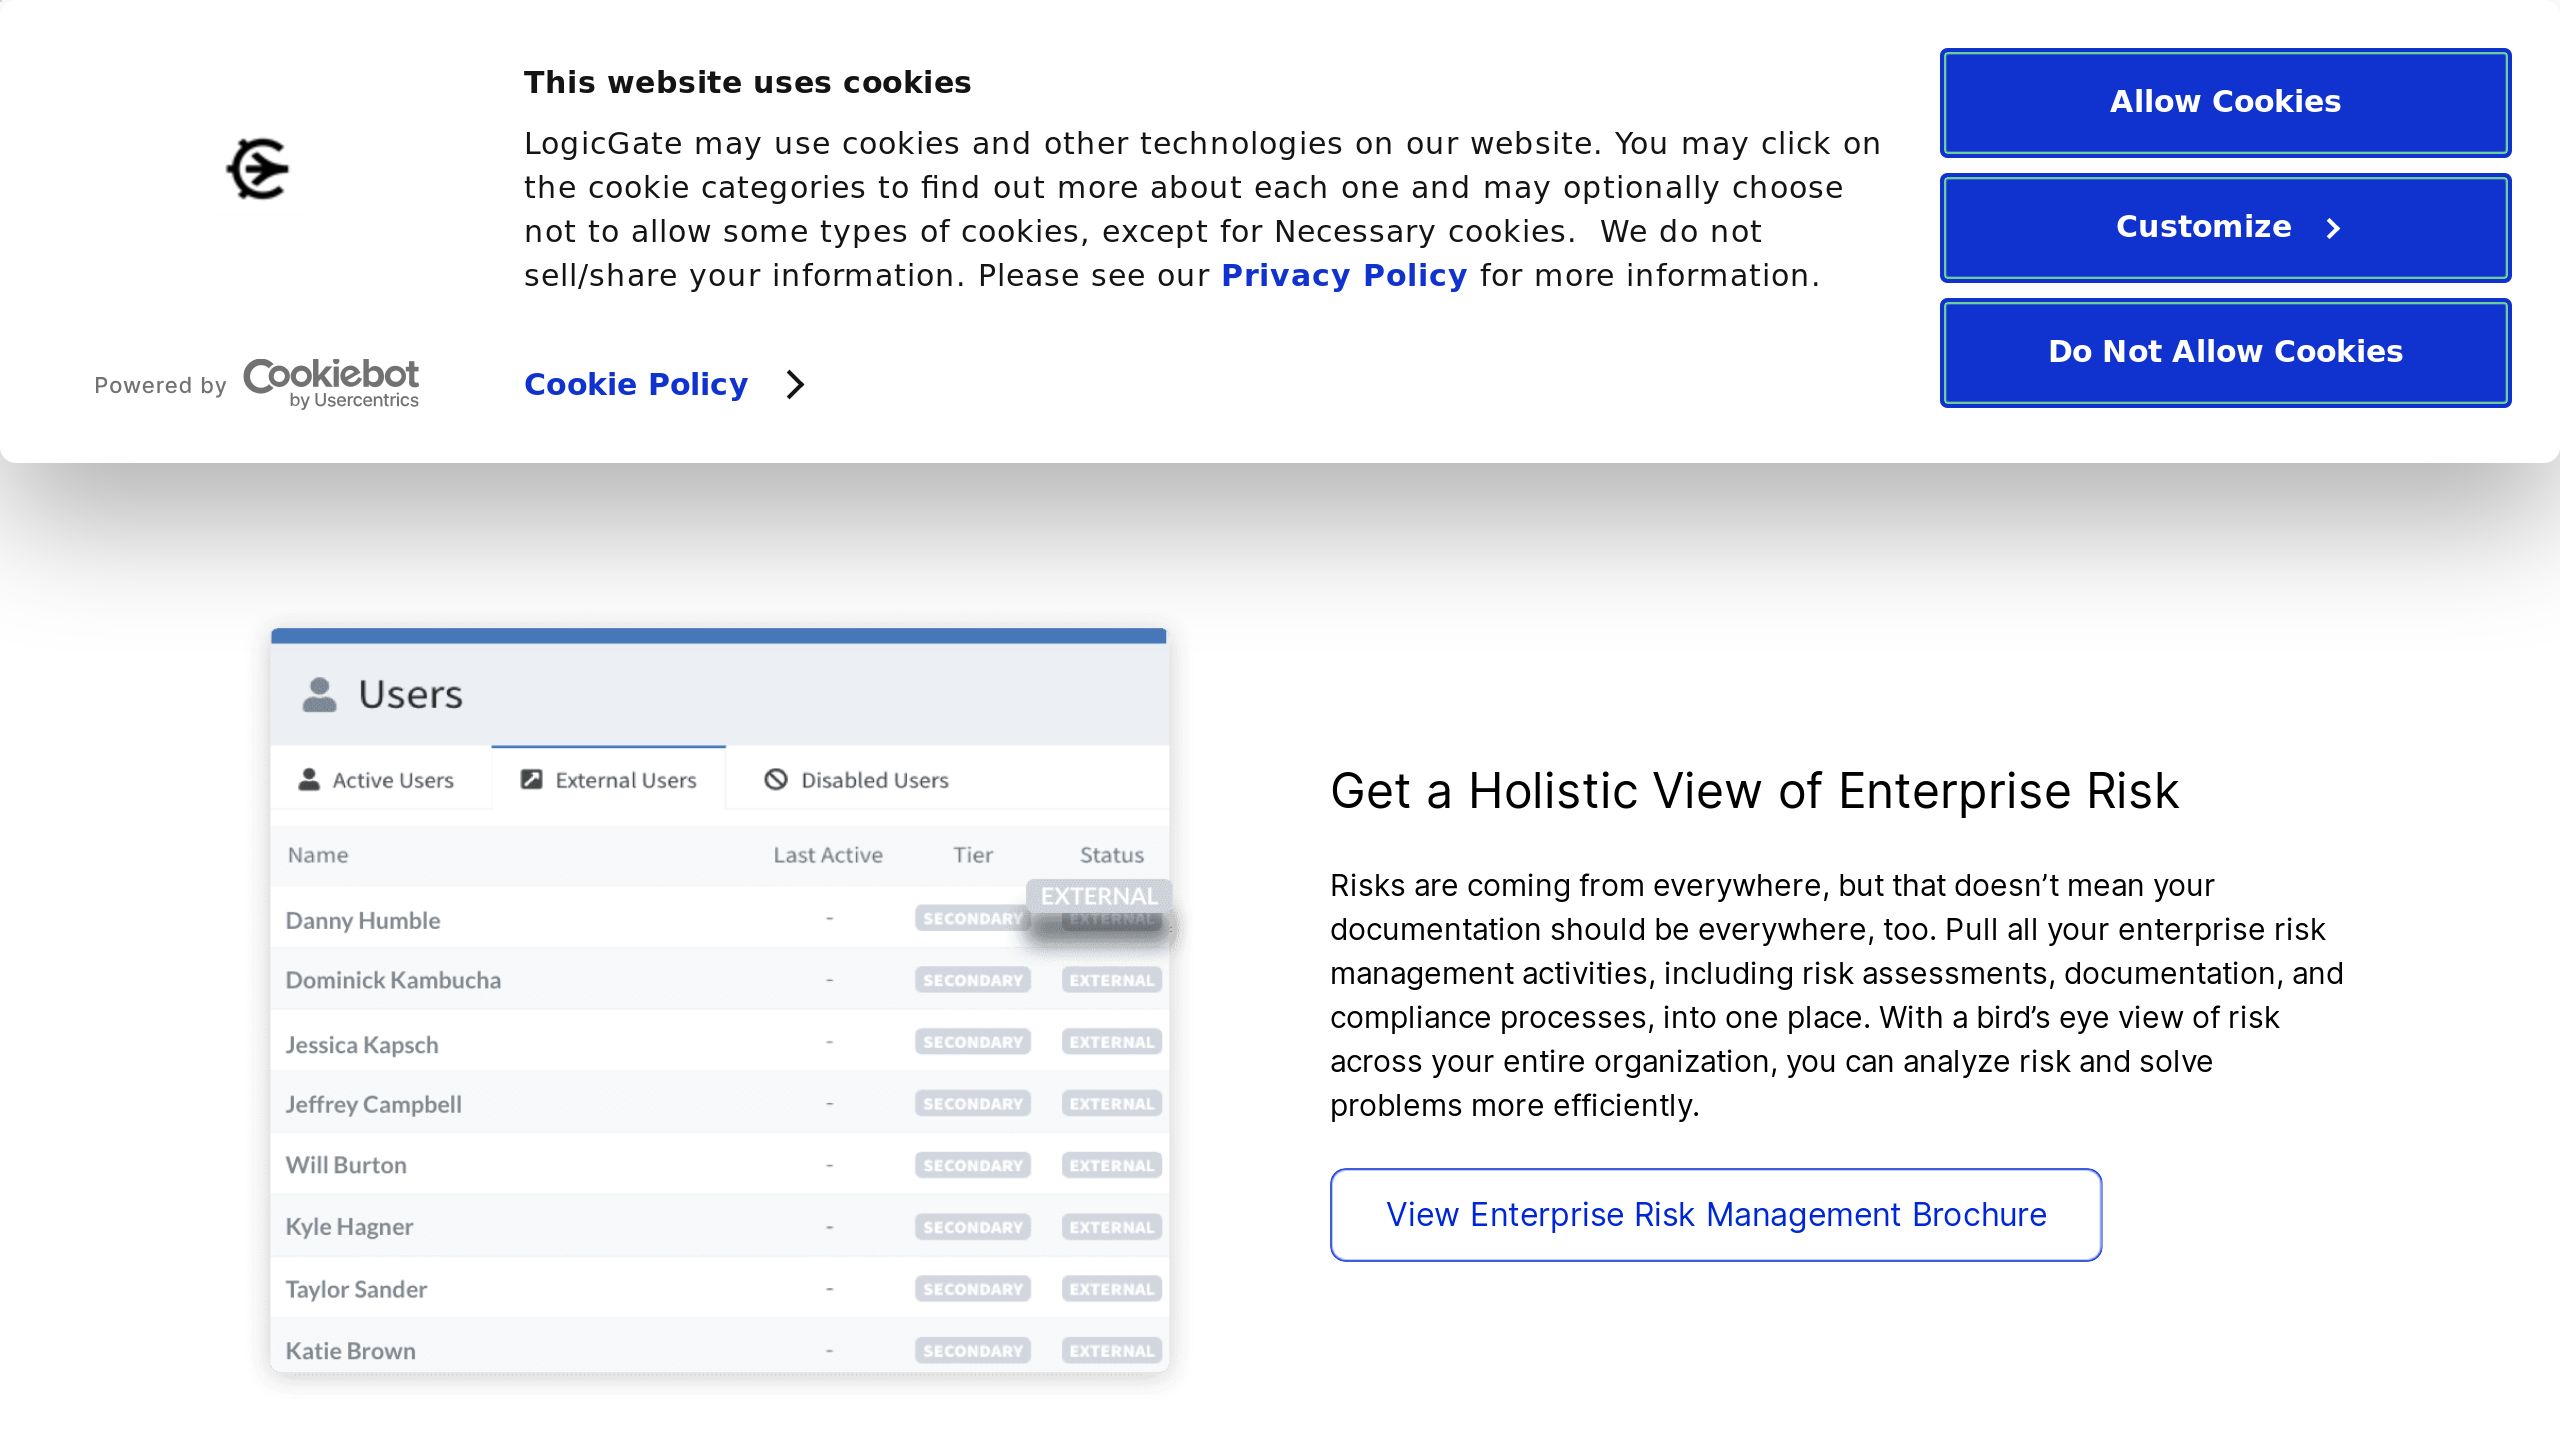 This website uses cookies
LogicGate may use cookies and other technologies on our website. You may click on
the cookie categories to find out more about each one and may optionally choose
not to allow some types of cookies, except for Necessary cookies.  We do not
sell/share your information. Please see our Privacy Policy for more information.
Powered by Cookiebot
by Usercentrics
Cookie Policy
Allow Cookies
Customize
Do Not Allow Cookies
Users
Active Users External Users Disabled Users
Name Last Active Tier Status
EXTERNAL
Danny Humble - SECONDARY EXTERNAL
Dominick Kambucha - SECONDARY EXTERNAL
Jessica Kapsch - SECONDARY EXTERNAL
Jeffrey Campbell - SECONDARY EXTERNAL
Will Burton - SECONDARY EXTERNAL
Kyle Hagner - SECONDARY EXTERNAL
Taylor Sander - SECONDARY EXTERNAL
Katie Brown - SECONDARY EXTERNAL
Get a Holistic View of Enterprise Risk
Risks are coming from everywhere, but that doesn’t mean your
documentation should be everywhere, too. Pull all your enterprise risk
management activities, including risk assessments, documentation, and
compliance processes, into one place. With a bird’s eye view of risk
across your entire organization, you can analyze risk and solve
problems more efficiently.
View Enterprise Risk Management Brochure